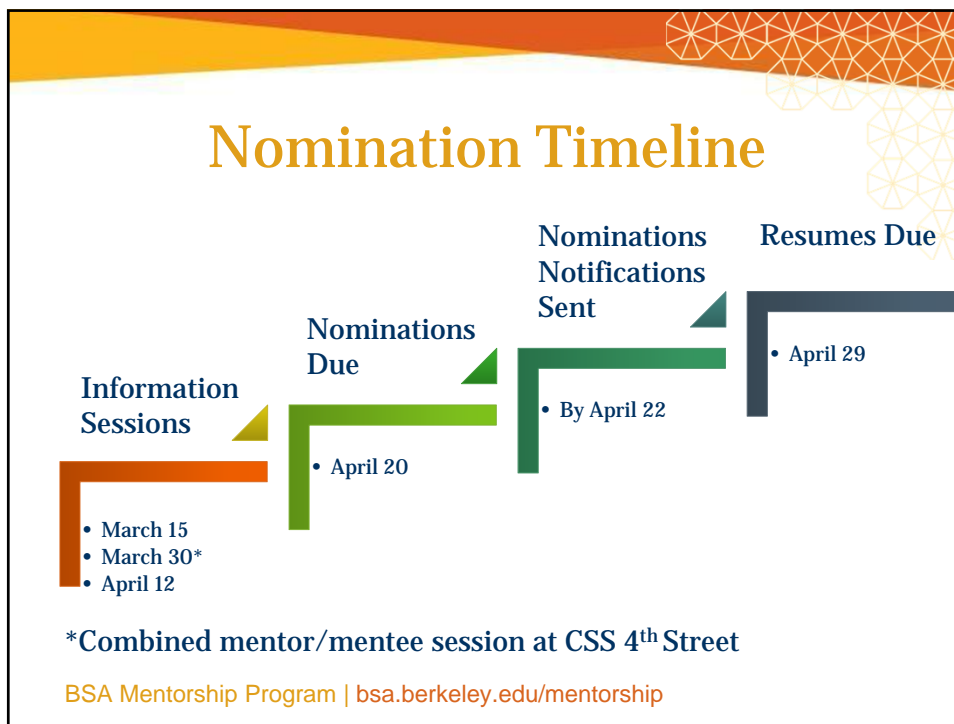 Nomination Timeline
Information
Sessions
• March 15
• March 30*
• April 12
Nominations
Due
• April 20
Nominations
Notifications
Sent
• By April 22
Resumes Due
• April 29
*Combined mentor/mentee session at CSS 4th Street
BSA Mentorship Program | bsa.berkeley.edu/mentorship